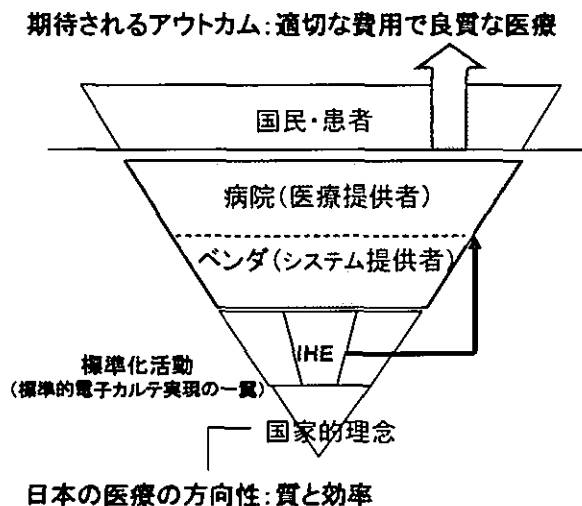 期待されるアウトカム：適切な費用で良質な医療
国民・患者
病院（医療提供者）
ベンダ（システム提供者）
IHE
標準化活動
（標準的電子カルテ実現の一翼）
国家的理念
日本の医療の方向性：質と効率